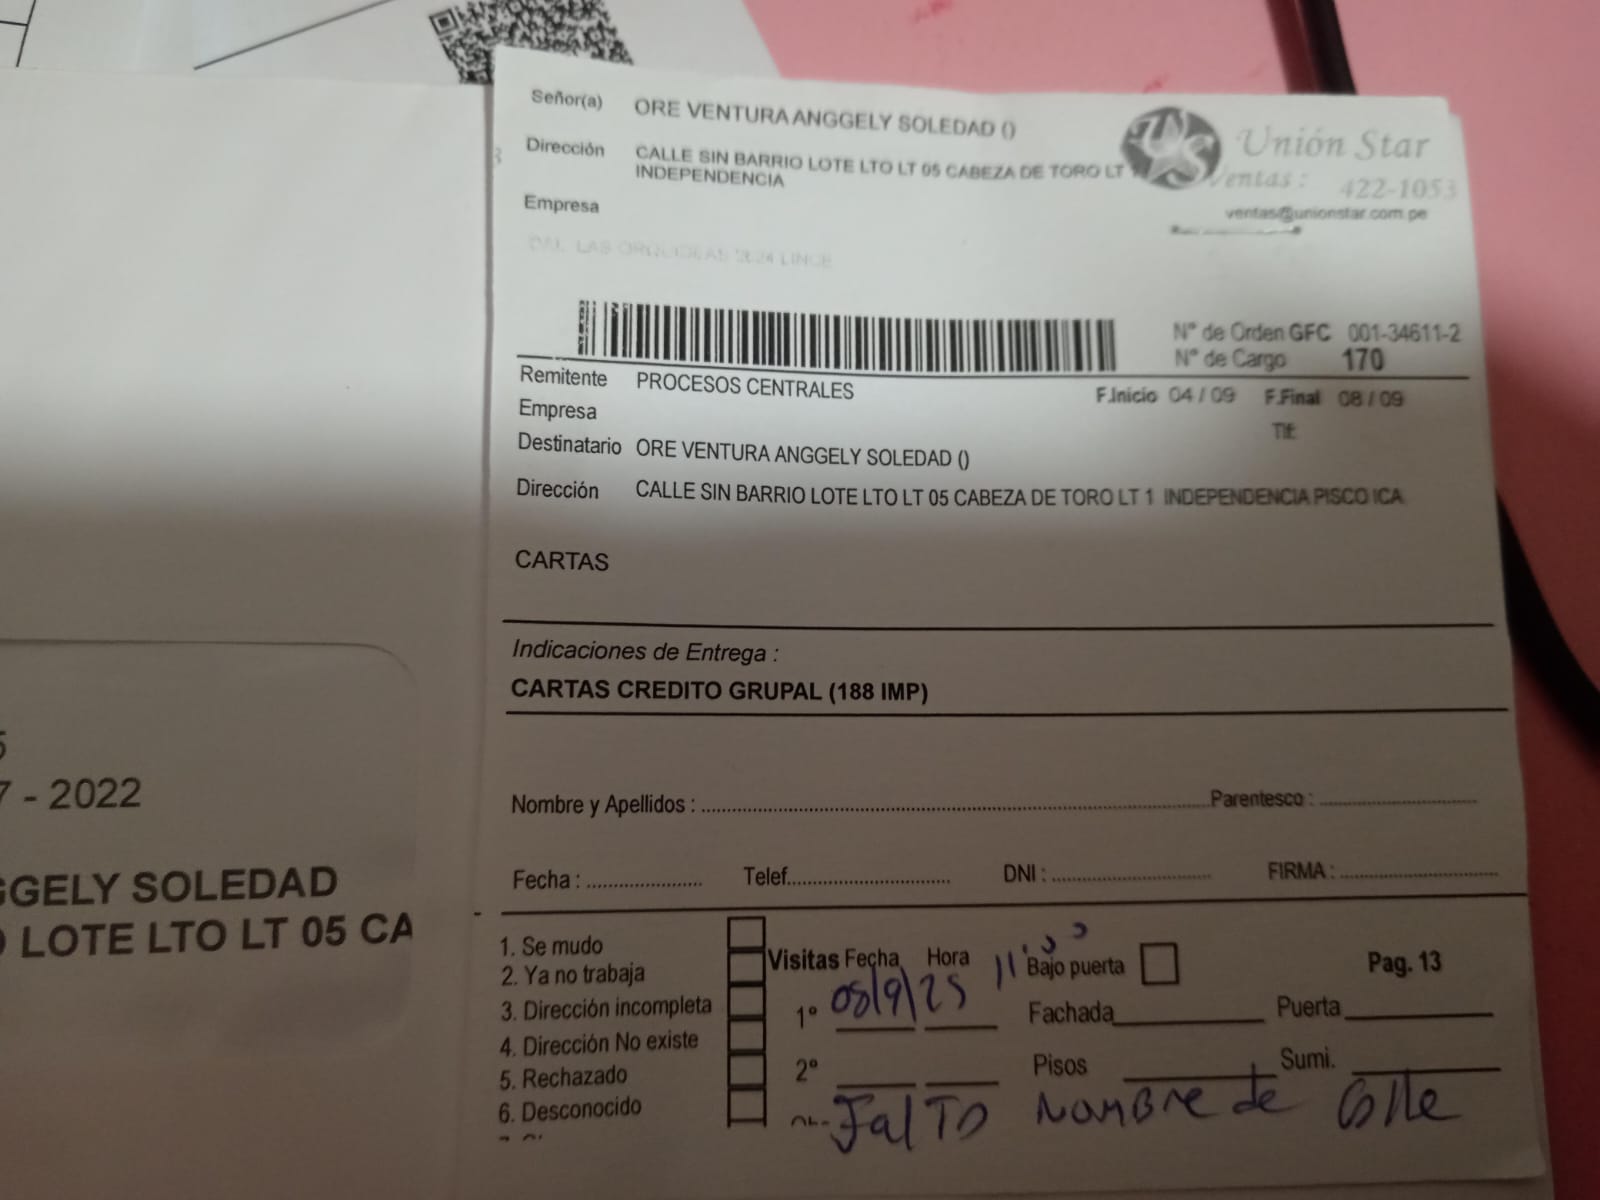 Señor(a) ORE VENTURA ANGGELY SOLEDAD ()
Unión Star
Dirección CALLE SIN BARRIO LOTE LTO LT 05 CABEZA DE TORO LT
INDEPENDENCIA
Ventas : 422-1053
ventas@unionstar.com.pe
Empresa
LAS ORQUIDEAS LINCE
N° de Orden GFC 001-34611-2
N° de Cargo 170
Remitente PROCESOS CENTRALES
F.Inicio 04 / 09 F.Final 08 / 09
Empresa
Tlf:
Destinatario ORE VENTURA ANGGELY SOLEDAD ()
Dirección CALLE SIN BARRIO LOTE LTO LT 05 CABEZA DE TORO LT 1 INDEPENDENCIA PISCO ICA
CARTAS
Indicaciones de Entrega :
CARTAS CREDITO GRUPAL (188 IMP)
Nombre y Apellidos : Parentesco :
Fecha : Telef. DNI : FIRMA :
1. Se mudo
2. Ya no trabaja
3. Dirección incompleta
4. Dirección No existe
5. Rechazado
6. Desconocido
Visitas Fecha Hora
Bajo puerta
Pag. 13
1º 08/9/25
Fachada Puerta
2º
Pisos Sumi.
FalTO NOMBRE de Calle
7 - 2022
GGELY SOLEDAD
LOTE LTO LT 05 CA